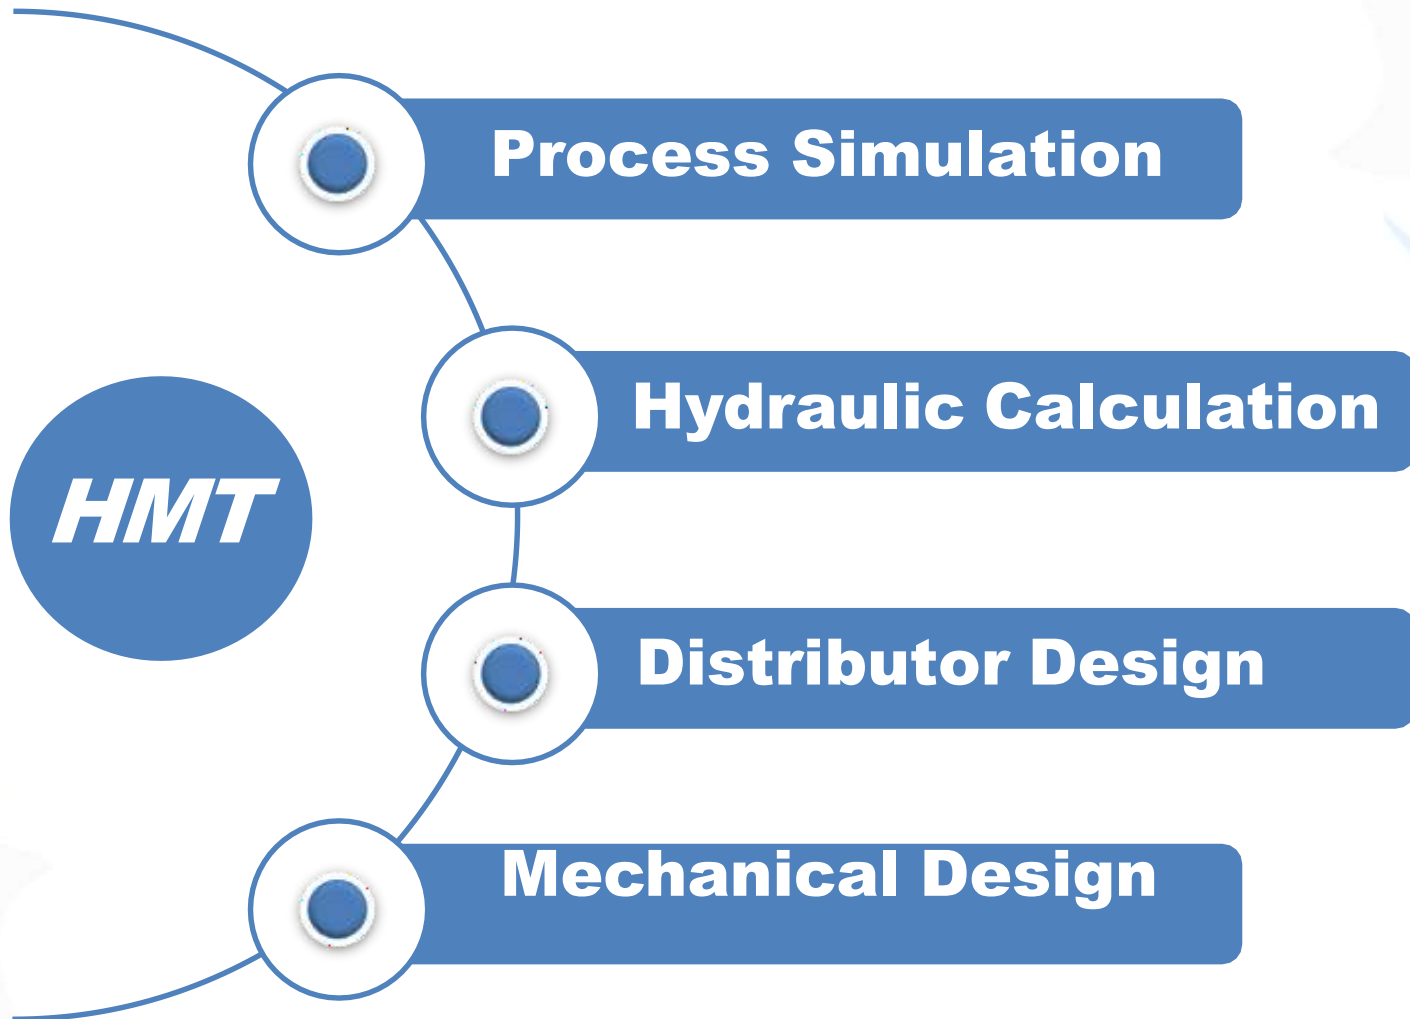 Process Simulation
Hydraulic Calculation
HMT
Distributor Design
Mechanical Design